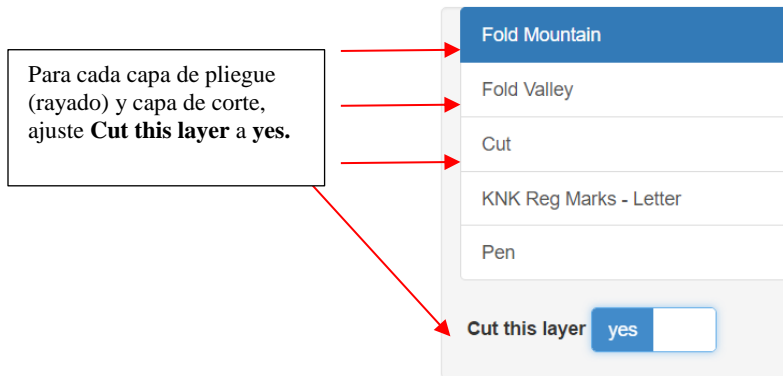 Para cada capa de pliegue
(rayado) y capa de corte,
ajuste Cut this layer a yes.
Fold Mountain
Fold Valley
Cut
KNK Reg Marks - Letter
Pen
Cut this layer yes